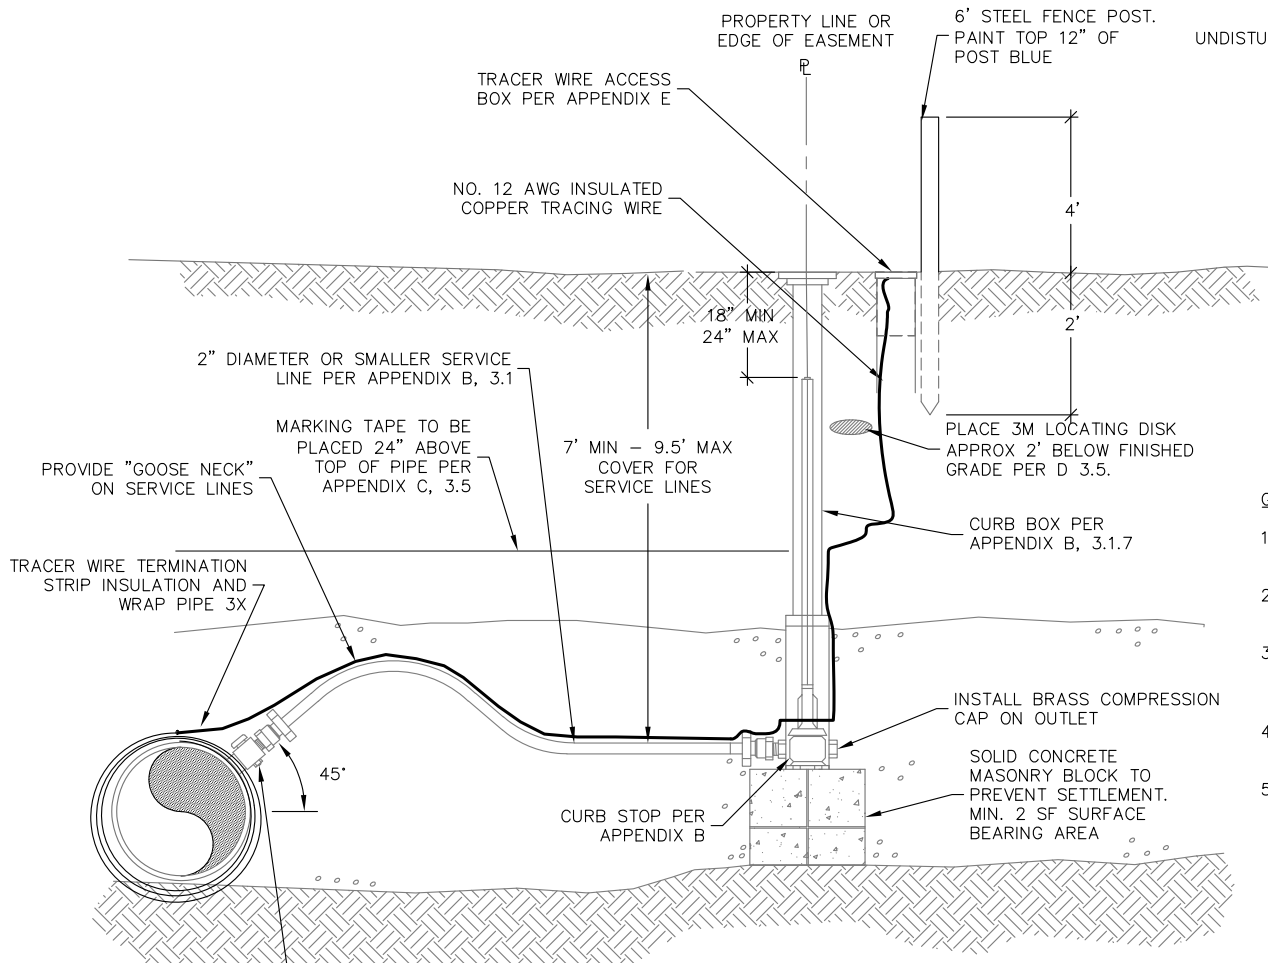 PROPERTY LINE OR
EDGE OF EASEMENT
PL
6' STEEL FENCE POST.
PAINT TOP 12" OF
POST BLUE
UNDISTU
TRACER WIRE ACCESS
BOX PER APPENDIX E
NO. 12 AWG INSULATED
COPPER TRACING WIRE
4'
2'
18" MIN
24" MAX
2" DIAMETER OR SMALLER SERVICE
LINE PER APPENDIX B, 3.1
MARKING TAPE TO BE
PLACED 24" ABOVE
TOP OF PIPE PER
APPENDIX C, 3.5
7' MIN – 9.5' MAX
COVER FOR
SERVICE LINES
PLACE 3M LOCATING DISK
APPROX 2' BELOW FINISHED
GRADE PER D 3.5.
PROVIDE "GOOSE NECK"
ON SERVICE LINES
CURB BOX PER
APPENDIX B, 3.1.7
TRACER WIRE TERMINATION
STRIP INSULATION AND
WRAP PIPE 3X
INSTALL BRASS COMPRESSION
CAP ON OUTLET
45°
CURB STOP PER
APPENDIX B
SOLID CONCRETE
MASONRY BLOCK TO
PREVENT SETTLEMENT.
MIN. 2 SF SURFACE
BEARING AREA
1
2
3
4
5